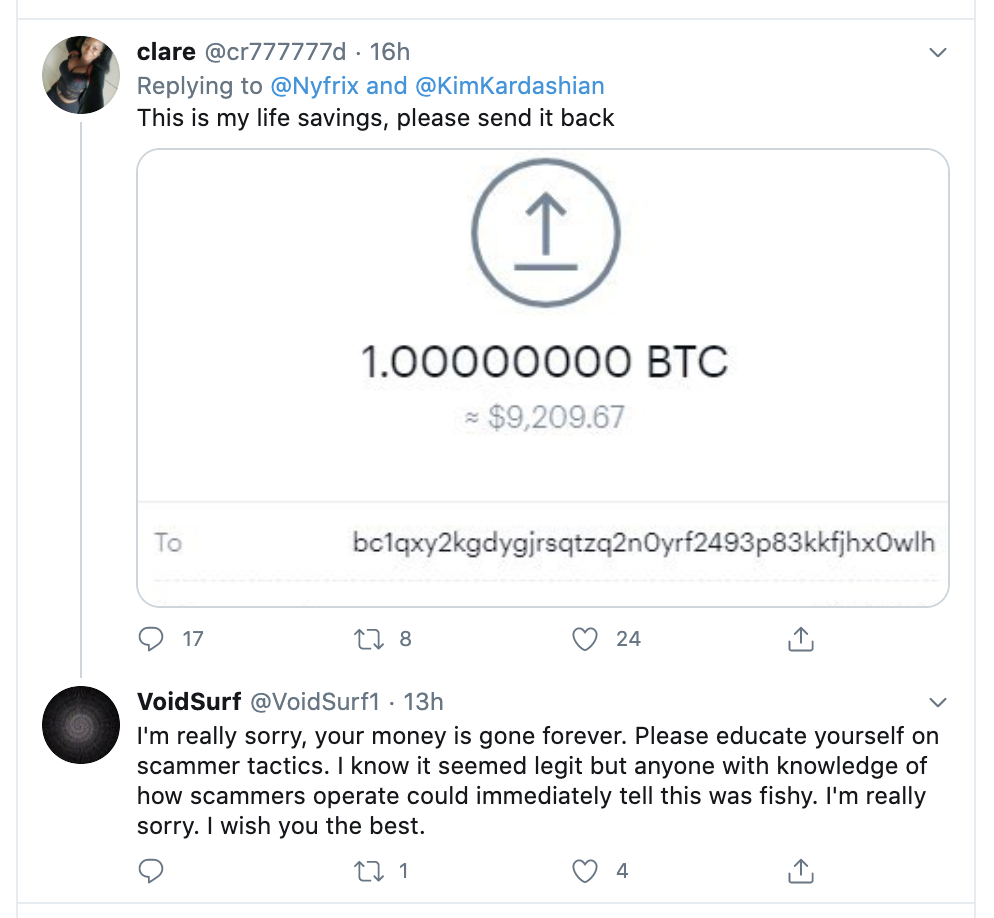 clare @cr777777d · 16h
Replying to @Nyfrix and @KimKardashian
This is my life savings, please send it back
1.00000000 BTC
≈ $9,209.67
To bc1qxy2kgdygjrsqtzq2n0yrf2493p83kkfjhx0wlh
17 8 24
VoidSurf @VoidSurf1 · 13h
I'm really sorry, your money is gone forever. Please educate yourself on
scammer tactics. I know it seemed legit but anyone with knowledge of
how scammers operate could immediately tell this was fishy. I'm really
sorry. I wish you the best.
1 4